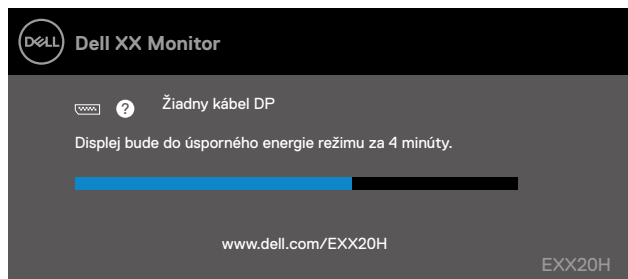 DELL Dell XX Monitor
? Žiadny kábel DP
Displej bude do úsporného energie režimu za 4 minúty.
www.dell.com/EXX20H
EXX20H